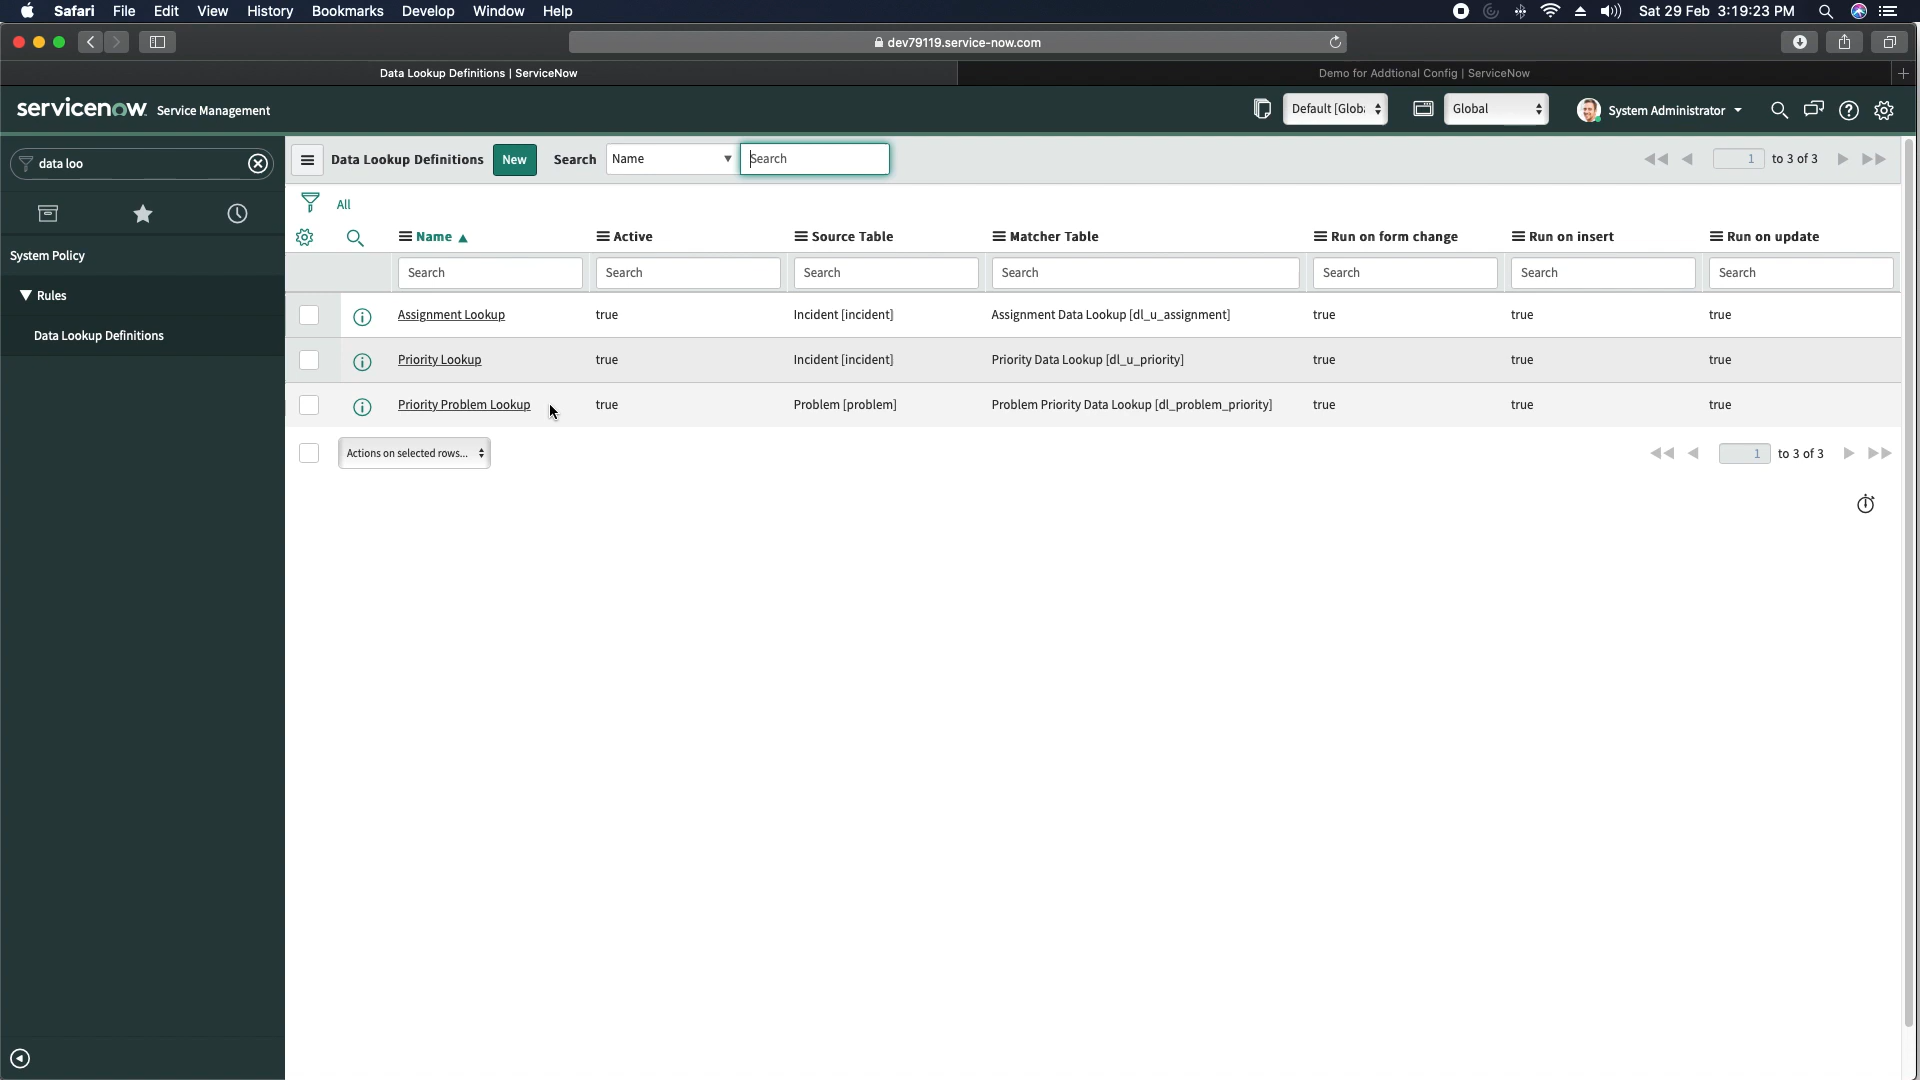 Safari File Edit View History Bookmarks Develop Window Help Sat 29 Feb 3:19:23 PM
dev79119.service-now.com
Data Lookup Definitions | ServiceNow Demo for Addtional Config | ServiceNow
servicenow Service Management Default [Globa Global System Administrator
data loo
Data Lookup Definitions New Search Name Search 1 to 3 of 3
All
Name Active Source Table Matcher Table Run on form change Run on insert Run on update
Search Search Search Search Search Search Search
System Policy
Rules
Data Lookup Definitions
Assignment Lookup true Incident [incident] Assignment Data Lookup [dl_u_assignment] true true true
Priority Lookup true Incident [incident] Priority Data Lookup [dl_u_priority] true true true
Priority Problem Lookup true Problem [problem] Problem Priority Data Lookup [dl_problem_priority] true true true
Actions on selected rows... 1 to 3 of 3